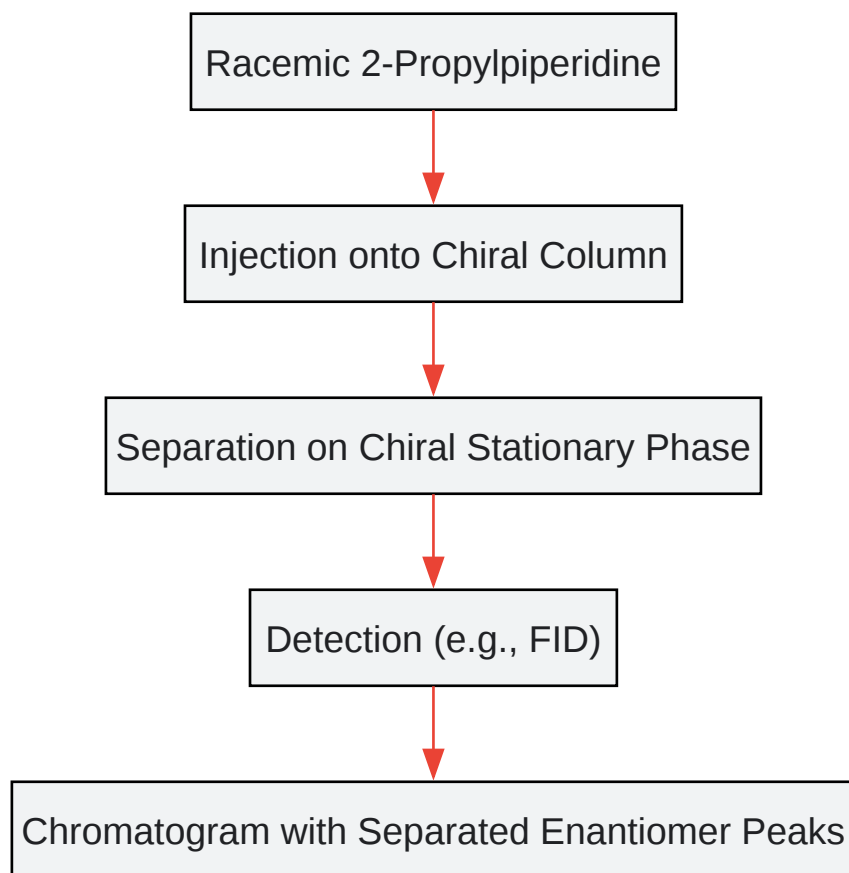 Racemic 2-Propylpiperidine
Injection onto Chiral Column
Separation on Chiral Stationary Phase
Detection (e.g., FID)
Chromatogram with Separated Enantiomer Peaks